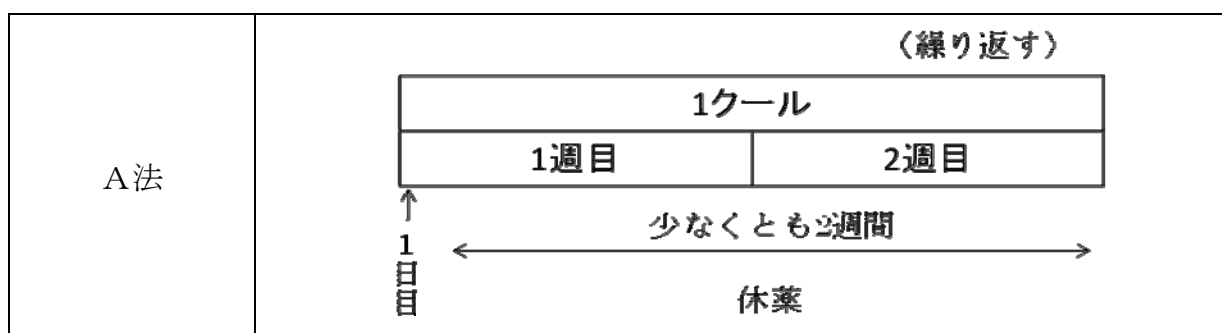 A法
(繰り返す)
1クール
1週目
2週目
1日目
少なくとも2週間
休薬